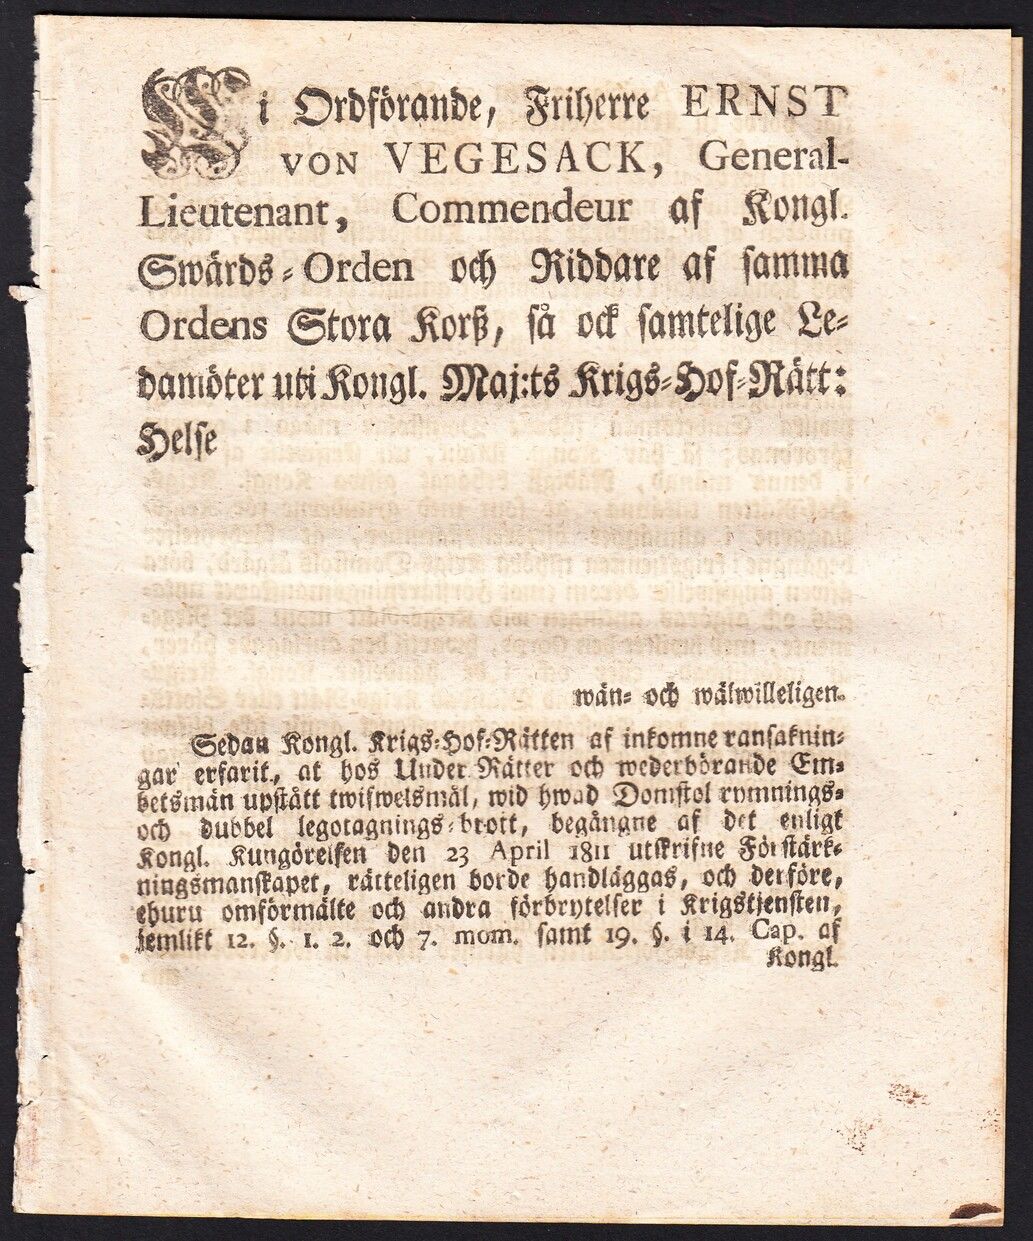 Wi Ordförande, Friherre ERNST
VON VEGESACK, General-
Lieutenant, Commendeur af Kongl.
Swärds-Orden och Riddare af samma
Ordens Stora Korß, så ock samtelige Le-
damöter uti Kongl. Maj:ts Krigs-Hof-Rätt:
Helse
wän- och wälwilleligen.
Sedan Kongl. Krigs-Hof-Rätten af inkomne ransaknin-
gar erfarit, at hos Under Rätter och wederbörande Em-
betsmän upstått twifwelsmål, wid hwad Domstol rymnings-
och dubbel legotagnings-brott, begångne af det enligt
Kongl. Kungörelsen den 23 April 1811 utskrifne Förstärk-
ningsmanskapet, rätteligen borde handläggas, och derföre,
ehuru omförmälte och andra förbrytelser i Krigstjensten,
jemlikt 12. §. 1. 2. och 7. mom. samt 19. §. i 14. Cap. af
Kongl.